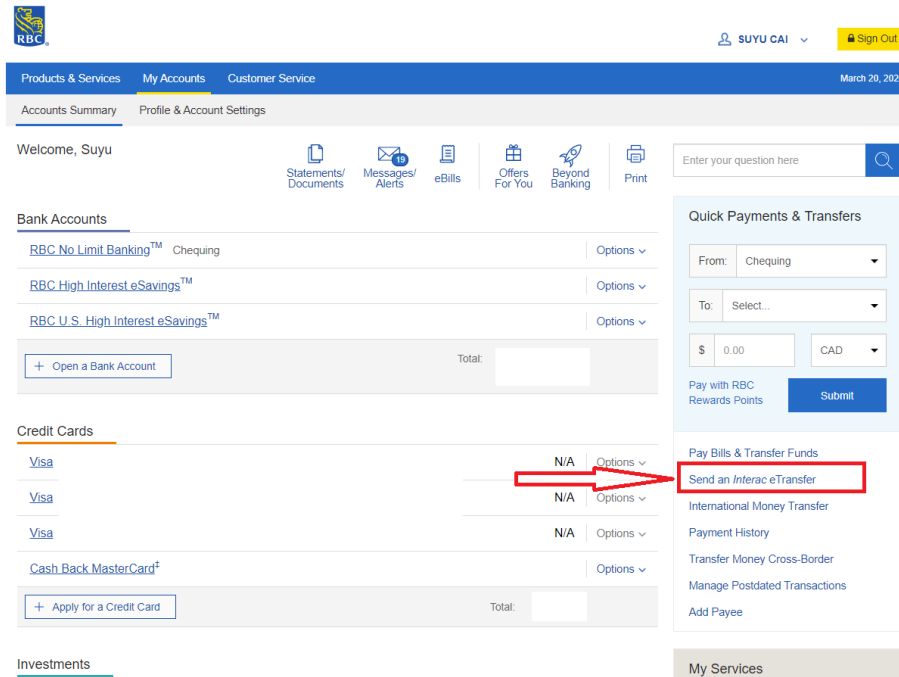 RBC
SUYU CAI
Sign Out
Products & Services
My Accounts
Customer Service
March 20, 202
Accounts Summary
Profile & Account Settings
Welcome, Suyu
Statements/
Documents
19
Messages/
Alerts
eBills
Offers
For You
Beyond
Banking
Print
Enter your question here
Bank Accounts
RBC No Limit Banking™ Chequing
Options
RBC High Interest eSavings™
Options
RBC U.S. High Interest eSavings™
Options
+ Open a Bank Account
Total:
Credit Cards
Visa
N/A
Options
Visa
N/A
Options
Visa
N/A
Options
Cash Back MasterCard‡
Options
+ Apply for a Credit Card
Total:
Investments
Quick Payments & Transfers
From: Chequing
To: Select...
$ 0.00
CAD
Pay with RBC
Rewards Points
Submit
Pay Bills & Transfer Funds
Send an Interac eTransfer
International Money Transfer
Payment History
Transfer Money Cross-Border
Manage Postdated Transactions
Add Payee
My Services